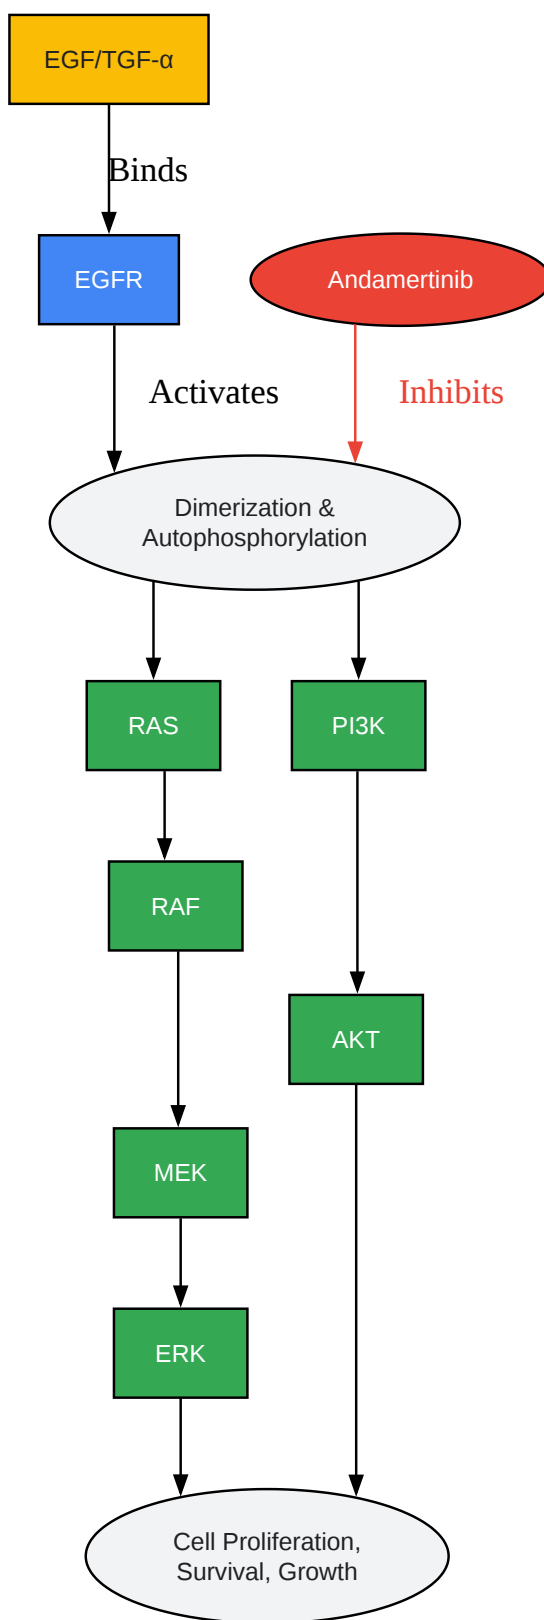 EGF/TGF-α
Binds
EGFR
Andamertinib
Activates
Inhibits
Dimerization &
Autophosphorylation
RAS
PI3K
RAF
AKT
MEK
ERK
Cell Proliferation,
Survival, Growth